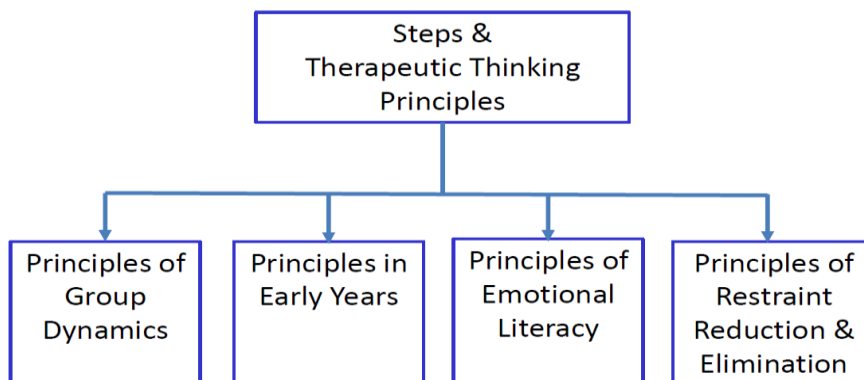 Steps &
Therapeutic Thinking
Principles
Principles of
Group
Dynamics
Principles in
Early Years
Principles of
Emotional
Literacy
Principles of
Restraint
Reduction &
Elimination